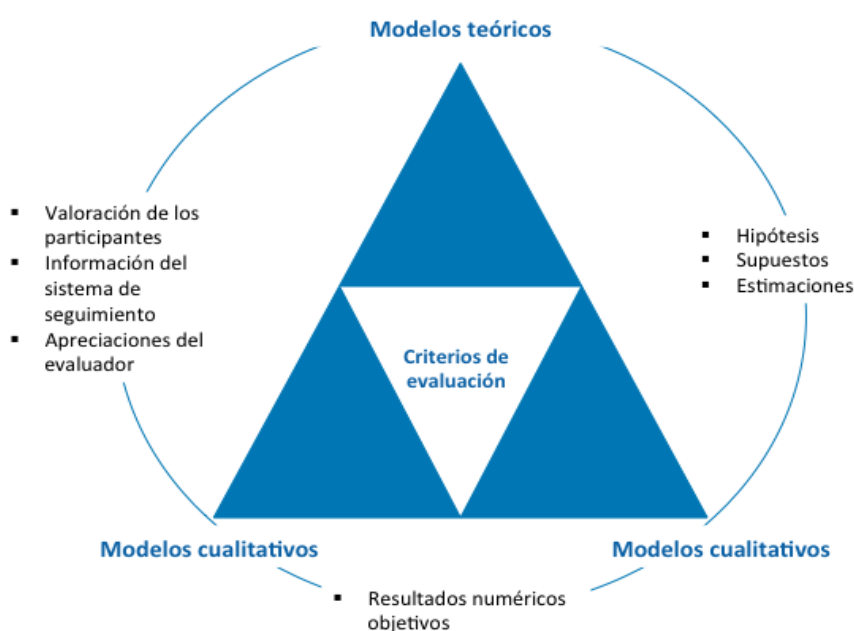 Modelos teóricos
▪ Valoración de los
participantes
▪ Información del
sistema de
seguimiento
▪ Apreciaciones del
evaluador
▪ Hipótesis
▪ Supuestos
▪ Estimaciones
Criterios de
evaluación
Modelos cualitativos
Modelos cualitativos
▪ Resultados numéricos
objetivos